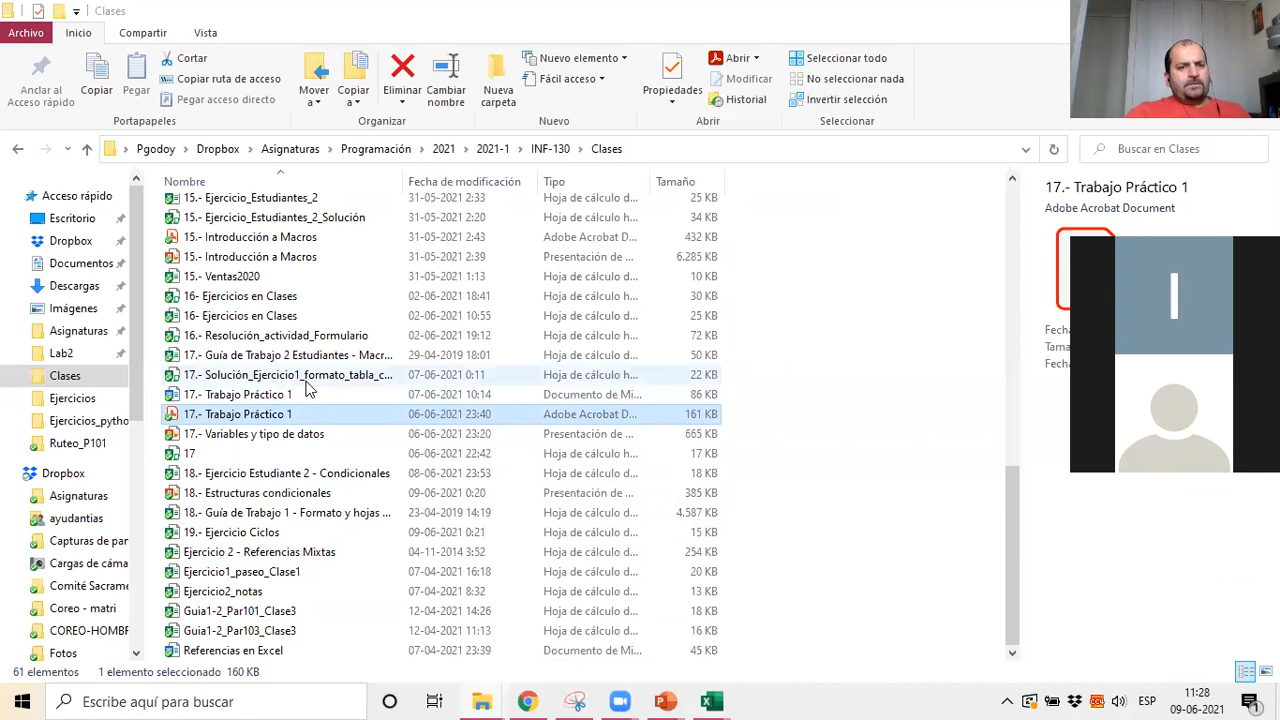 Clases
Archivo Inicio Compartir Vista
Anclar al Acceso rápido
Copiar
Pegar
Cortar
Copiar ruta de acceso
Pegar acceso directo
Mover a
Copiar a
Eliminar
Cambiar nombre
Nueva carpeta
Nuevo elemento
Fácil acceso
Propiedades
Abrir
Modificar
Historial
Seleccionar todo
No seleccionar nada
Invertir selección
Portapapeles Organizar Nuevo Abrir Seleccionar
Pgodoy > Dropbox > Asignaturas > Programación > 2021 > 2021-1 > INF-130 > Clases
Buscar en Clases
Acceso rápido
Escritorio
Dropbox
Documentos
Descargas
Imágenes
Asignaturas
Lab2
Clases
Ejercicios
Ejercicios_pytho
Ruteo_P101
Dropbox
Asignaturas
ayudantias
Capturas de par
Cámaras de cáma
Comité Sacrame
Coreo - matri
COREO-HOMBF
Fotos
Nombre Fecha de modificación Tipo Tamaño
15.- Ejercicio_Estudiantes_2 31-05-2021 2:33 Hoja de cálculo d... 25 KB
15.- Ejercicio_Estudiantes_2_Solución 31-05-2021 2:20 Hoja de cálculo h... 34 KB
15.- Introducción a Macros 31-05-2021 2:43 Adobe Acrobat D... 432 KB
15.- Introducción a Macros 31-05-2021 2:39 Presentación de ... 6.285 KB
15.- Ventas2020 31-05-2021 1:13 Hoja de cálculo d... 10 KB
16- Ejercicios en Clases 02-06-2021 18:41 Hoja de cálculo h... 30 KB
16- Ejercicios en Clases 02-06-2021 10:55 Hoja de cálculo d... 25 KB
16.- Resolución_actividad_Formulario 02-06-2021 19:12 Hoja de cálculo h... 72 KB
17.- Guía de Trabajo 2 Estudiantes - Macr... 29-04-2019 18:01 Hoja de cálculo d... 50 KB
17.- Solución_Ejercicio1_formato_tabla_c... 07-06-2021 0:11 Hoja de cálculo h... 22 KB
17.- Trabajo Práctico 1 07-06-2021 10:14 Documento de Mi... 86 KB
17.- Trabajo Práctico 1 06-06-2021 23:40 Adobe Acrobat D... 161 KB
17.- Variables y tipo de datos 06-06-2021 23:20 Presentación de ... 665 KB
17 06-06-2021 22:42 Hoja de cálculo h... 17 KB
18.- Ejercicio Estudiante 2 - Condicionales 08-06-2021 23:53 Hoja de cálculo h... 18 KB
18.- Estructuras condicionales 09-06-2021 0:20 Presentación de ... 385 KB
18.- Guía de Trabajo 1 - Formato y hojas ... 23-04-2019 14:19 Hoja de cálculo d... 4.587 KB
19.- Ejercicio Ciclos 09-06-2021 0:21 Hoja de cálculo d... 15 KB
Ejercicio 2 - Referencias Mixtas 04-11-2014 3:52 Hoja de cálculo d... 254 KB
Ejercicio1_paseo_Clase1 07-04-2021 16:18 Hoja de cálculo d... 20 KB
Ejercicio2_notas 07-04-2021 8:32 Hoja de cálculo d... 13 KB
Guia1-2_Par101_Clase3 12-04-2021 14:26 Hoja de cálculo d... 18 KB
Guia1-2_Par103_Clase3 12-04-2021 11:13 Hoja de cálculo d... 16 KB
Referencias en Excel 07-04-2021 23:39 Documento de Mi... 45 KB
17.- Trabajo Práctico 1
Adobe Acrobat Document
Fech
Tama
Fech
I
61 elementos 1 elemento seleccionado 160 KB
Escribe aquí para buscar
ESP
11:28
09-06-2021